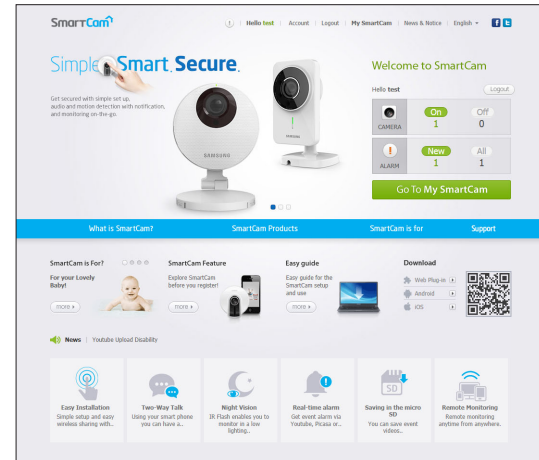 SMARTCam
Hello test | Account | Logout | My SmartCam | News & Notice | English
Simple. Smart. Secure.
Get secured with simple set up,
audio and motion detection with notification,
and monitoring on-the-go.
SAMSUNG
SAMSUNG
Welcome to SmartCam
Hello test
Logout
CAMERA
On
1
Off
0
ALARM
New
1
All
1
Go To My SmartCam
What is SmartCam?
SmartCam Products
SmartCam is for
Support
SmartCam is For?
For your Lovely
Baby!
more
SmartCam Feature
Explore SmartCam
before you register!
more
Easy guide
Easy guide for the
SmartCam setup
and use
more
Download
Web Plug-in
Android
iOS
News | Youtube Upload Disability
Easy Installation
Simple setup and easy
wireless sharing with...
Two-Way Talk
Using your smart phone
you can have a...
Night Vision
IR Flash enables you to
monitor in a low
lighting...
Real-time alarm
Get event alarm via
Youtube, Picasa or...
SD
Saving in the micro
SD
You can save event
videos...
Remote Monitoring
Remote monitoring
anytime from anywhere.